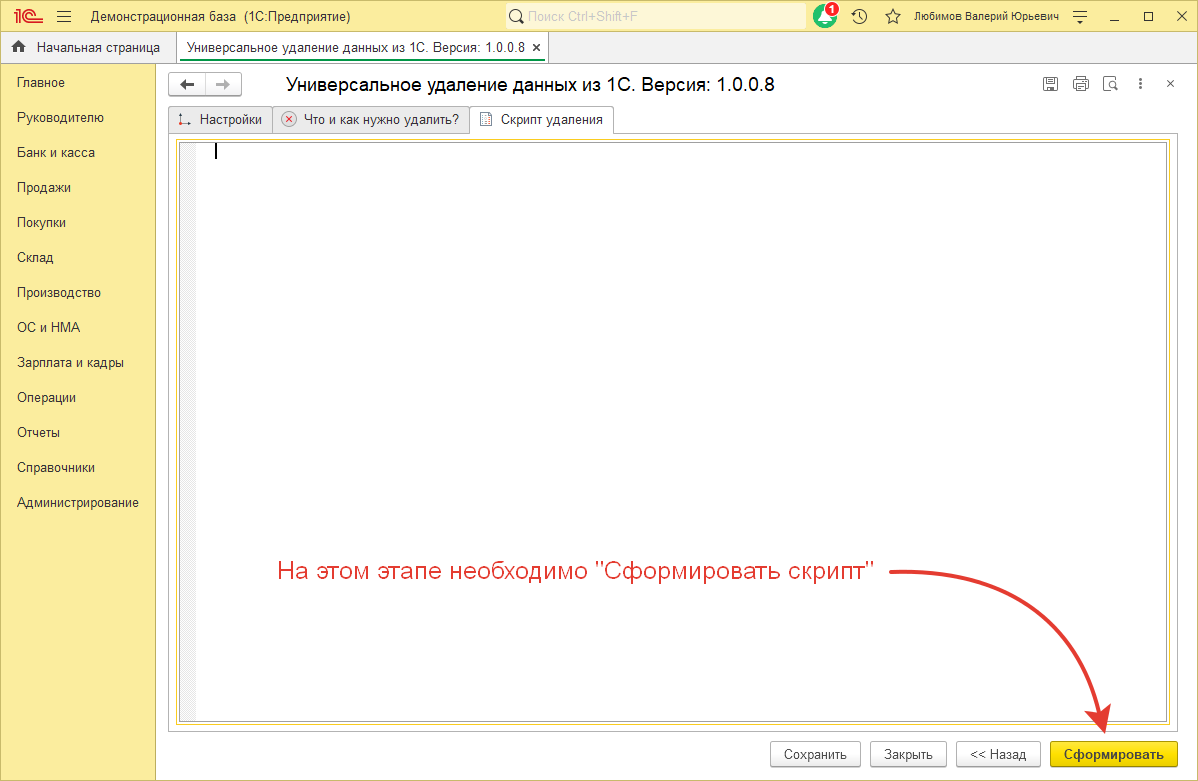 1С Демонстрационная база (1С:Предприятие) Поиск Ctrl+Shift+F 1 Любимов Валерий Юрьевич
Начальная страница Универсальное удаление данных из 1С. Версия: 1.0.0.8
Главное
Руководителю
Банк и касса
Продажи
Покупки
Склад
Производство
ОС и НМА
Зарплата и кадры
Операции
Отчеты
Справочники
Администрирование
Универсальное удаление данных из 1С. Версия: 1.0.0.8
Настройки Что и как нужно удалить? Скрипт удаления
На этом этапе необходимо "Сформировать скрипт"
Сохранить Закрыть << Назад Сформировать